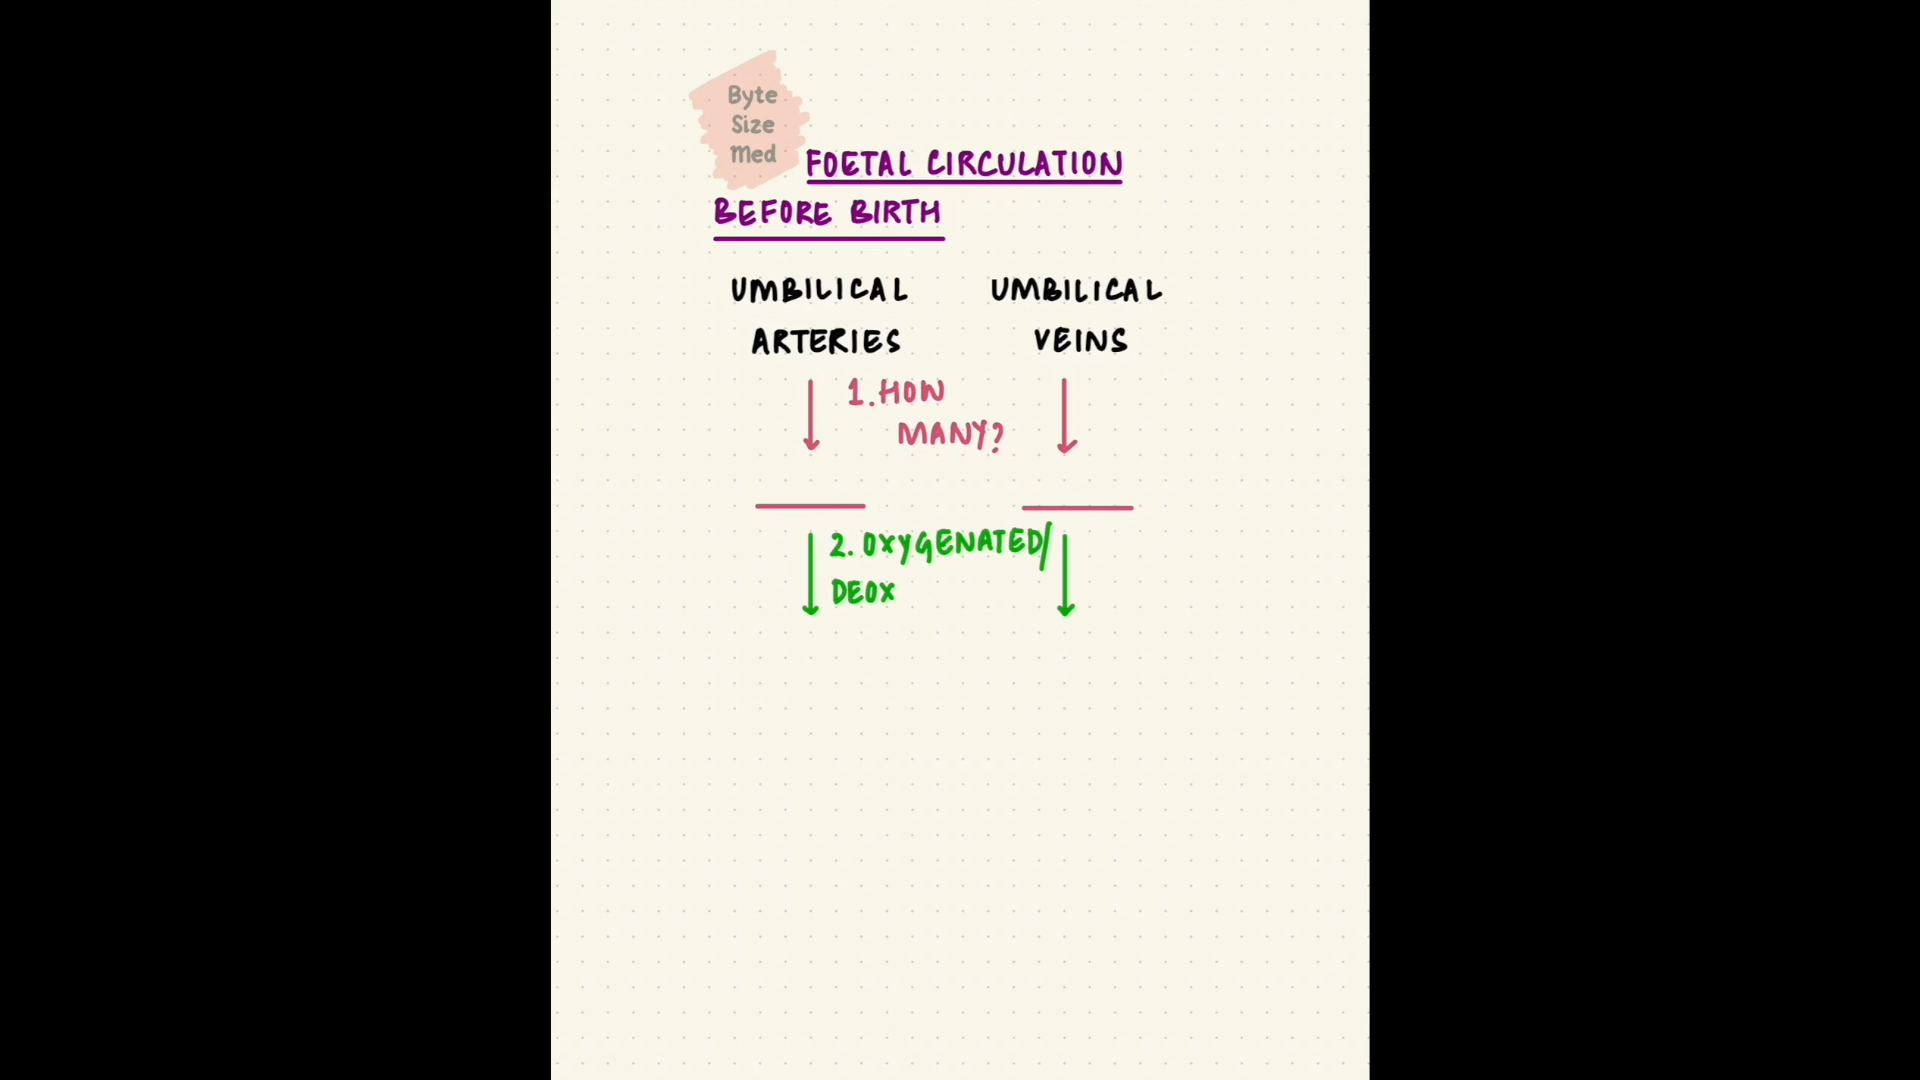 Byte
Size
Med
FOETAL CIRCULATION
BEFORE BIRTH
UMBILICAL UMBILICAL
ARTERIES VEINS
1. HOW
MANY?
2. OXYGENATED/
DEOX